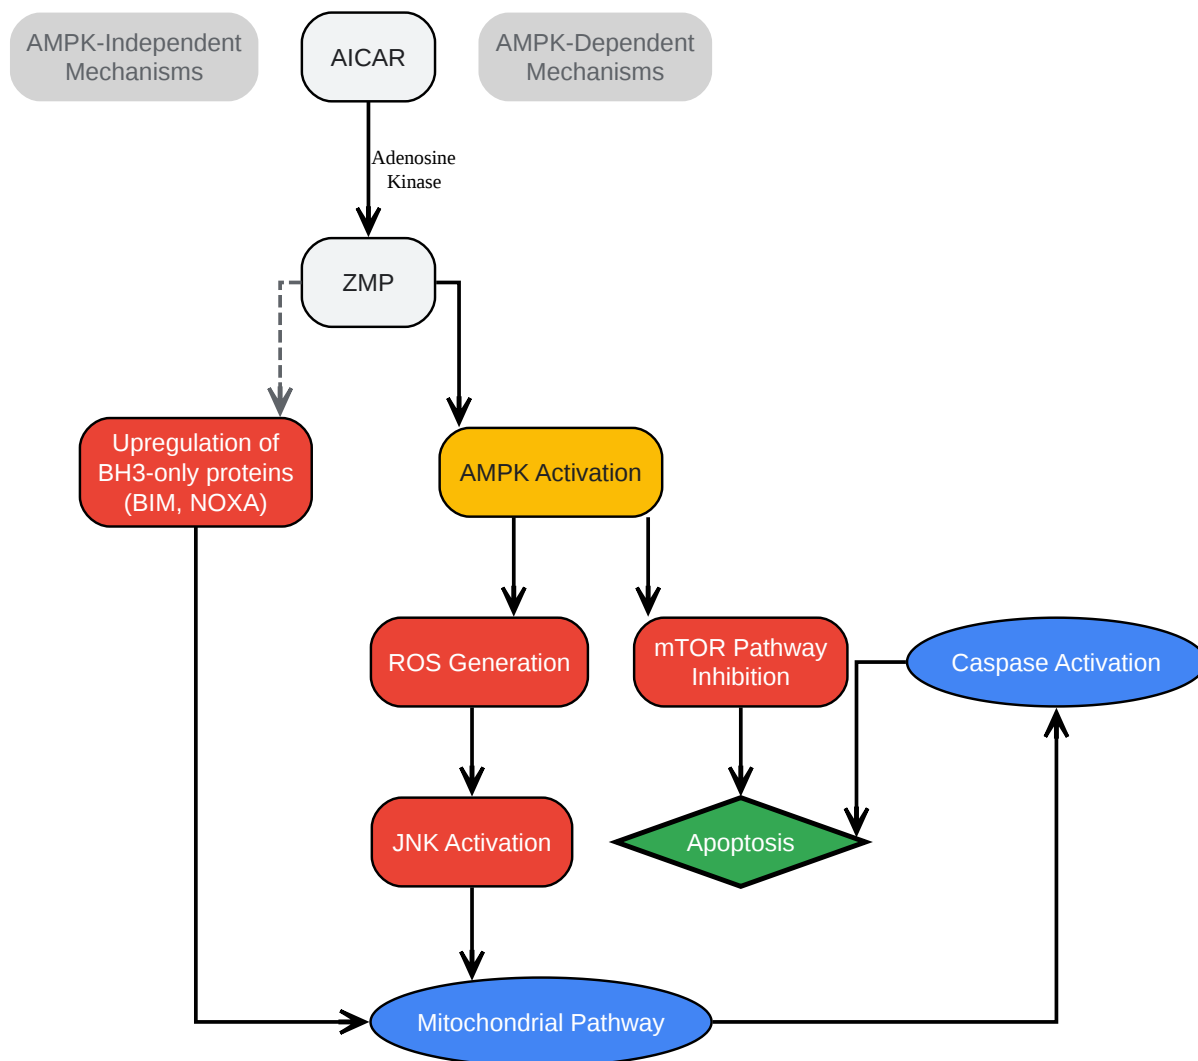 AMPK-Independent
Mechanisms
AICAR
AMPK-Dependent
Mechanisms
Adenosine
Kinase
ZMP
Upregulation of
BH3-only proteins
(BIM, NOXA)
AMPK Activation
ROS Generation
mTOR Pathway
Inhibition
Caspase Activation
JNK Activation
Apoptosis
Mitochondrial Pathway